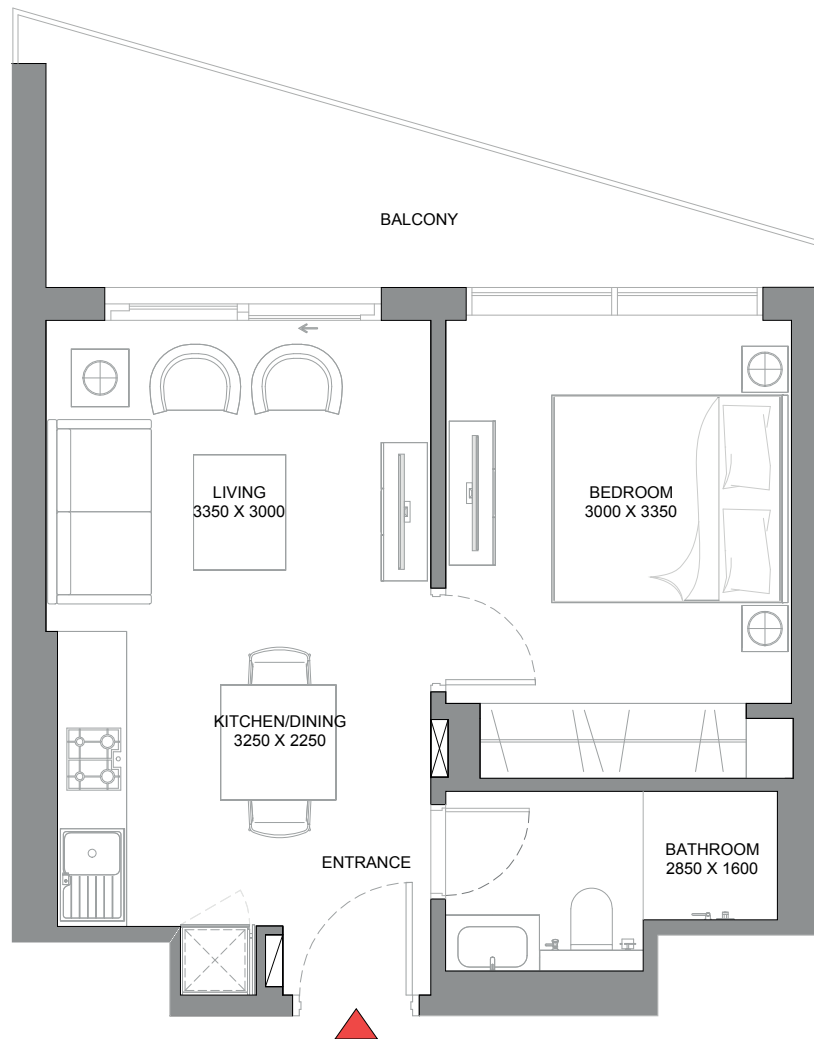 BALCONY
LIVING
3350 X 3000
BEDROOM
3000 X 3350
KITCHEN/DINING
3250 X 2250
ENTRANCE
BATHROOM
2850 X 1600